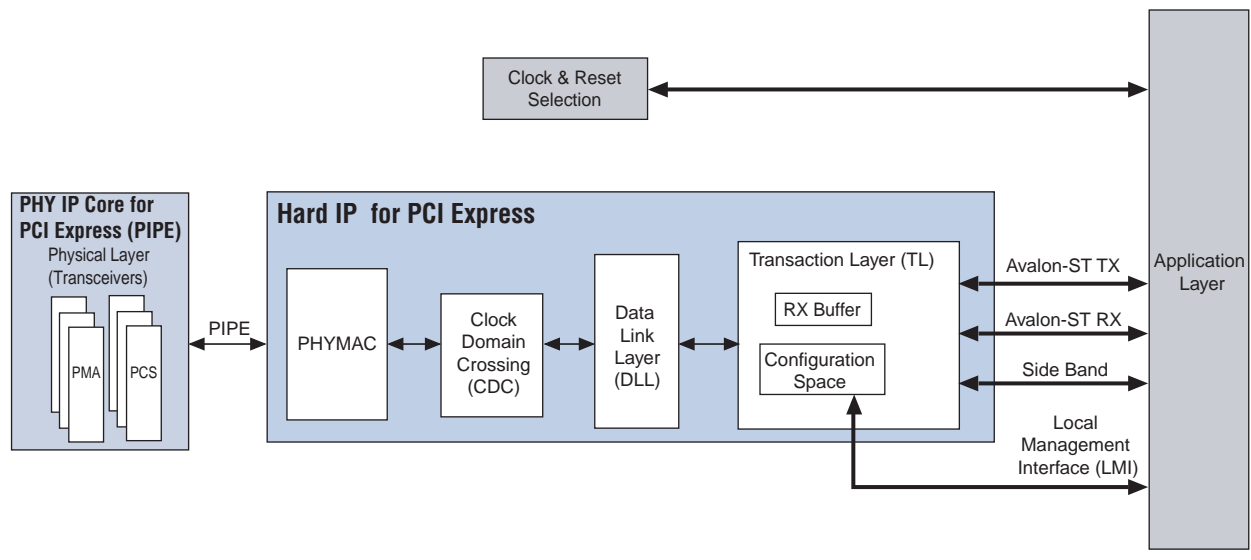 Clock & Reset
Selection
PHY IP Core for
PCI Express (PIPE)
Physical Layer
(Transceivers)
PMA
PCS
PIPE
Hard IP for PCI Express
PHYMAC
Clock
Domain
Crossing
(CDC)
Data
Link
Layer
(DLL)
Transaction Layer (TL)
RX Buffer
Configuration
Space
Avalon-ST TX
Avalon-ST RX
Side Band
Local
Management
Interface (LMI)
Application
Layer